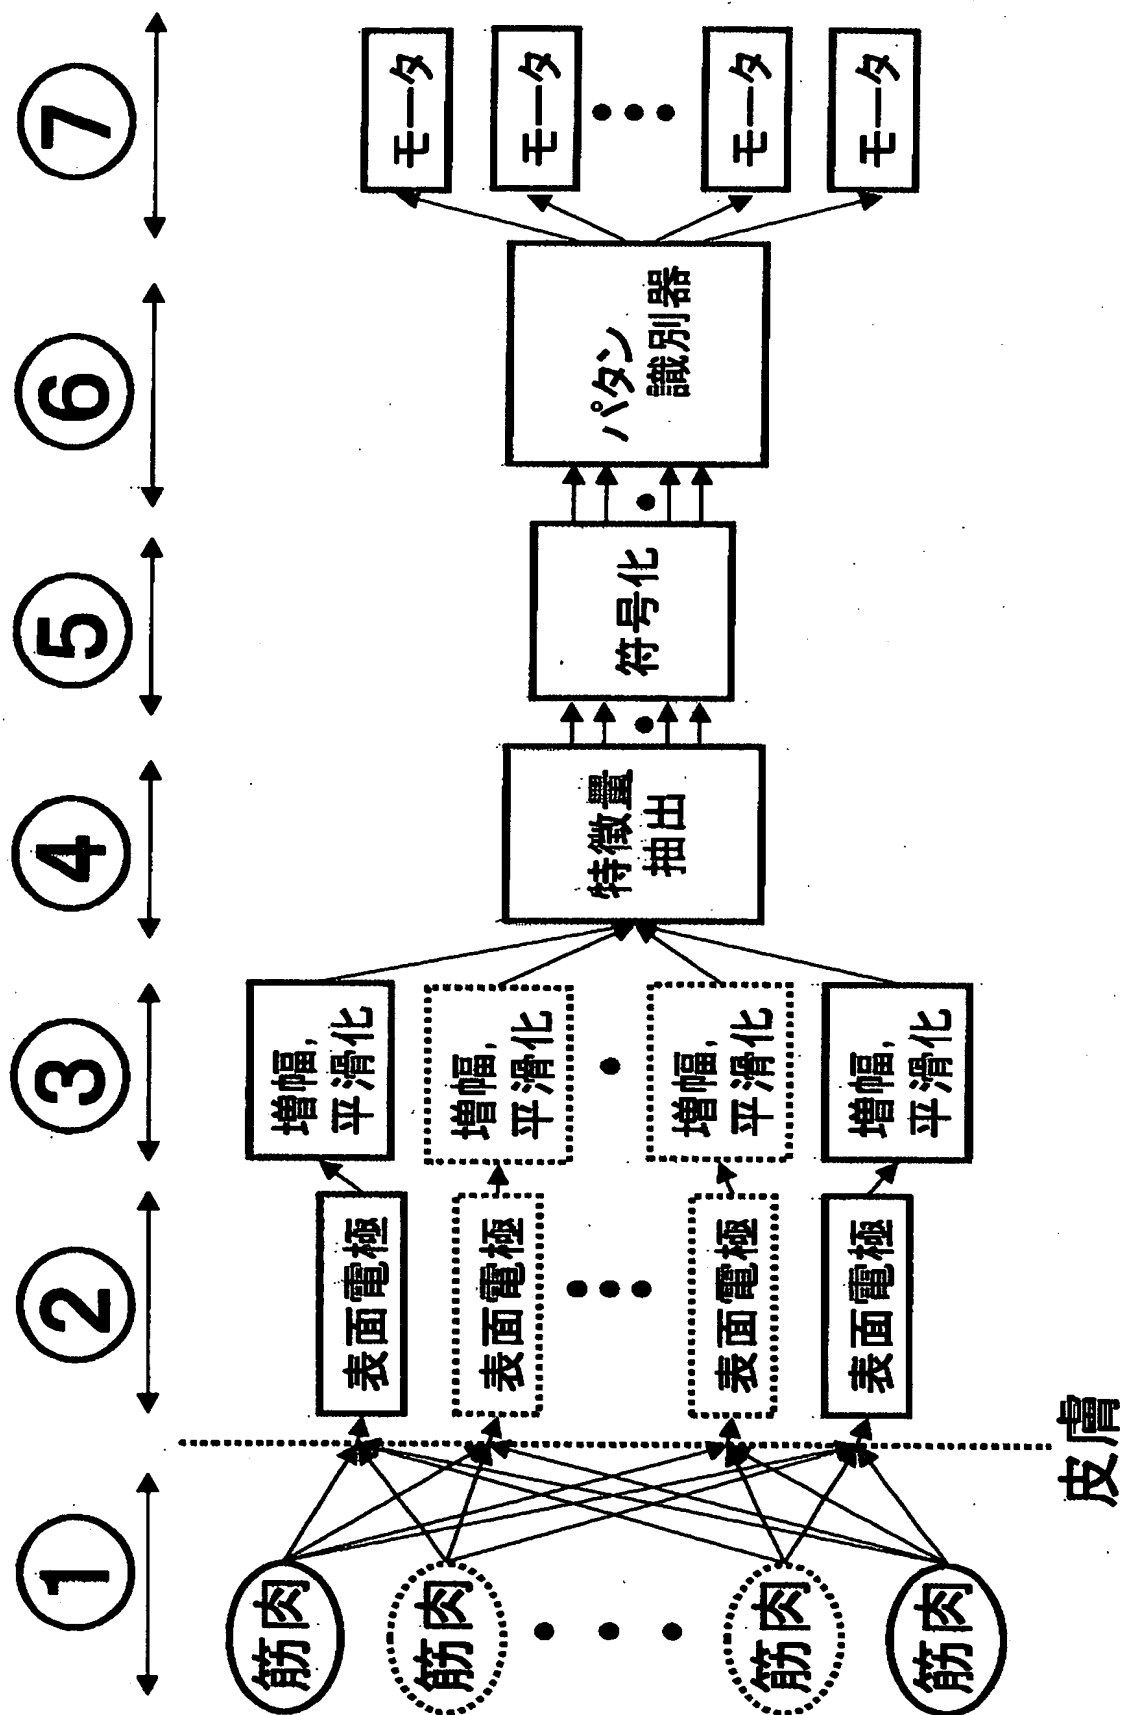 ①
②
③
④
⑤
⑥
⑦
筋肉
筋肉
筋肉
筋肉
皮膚
表面電極
表面電極
表面電極
表面電極
増幅,
平滑化
増幅,
平滑化
増幅,
平滑化
増幅,
平滑化
特徴量
抽出
符号化
パタン
識別器
モータ
モータ
モータ
モータ